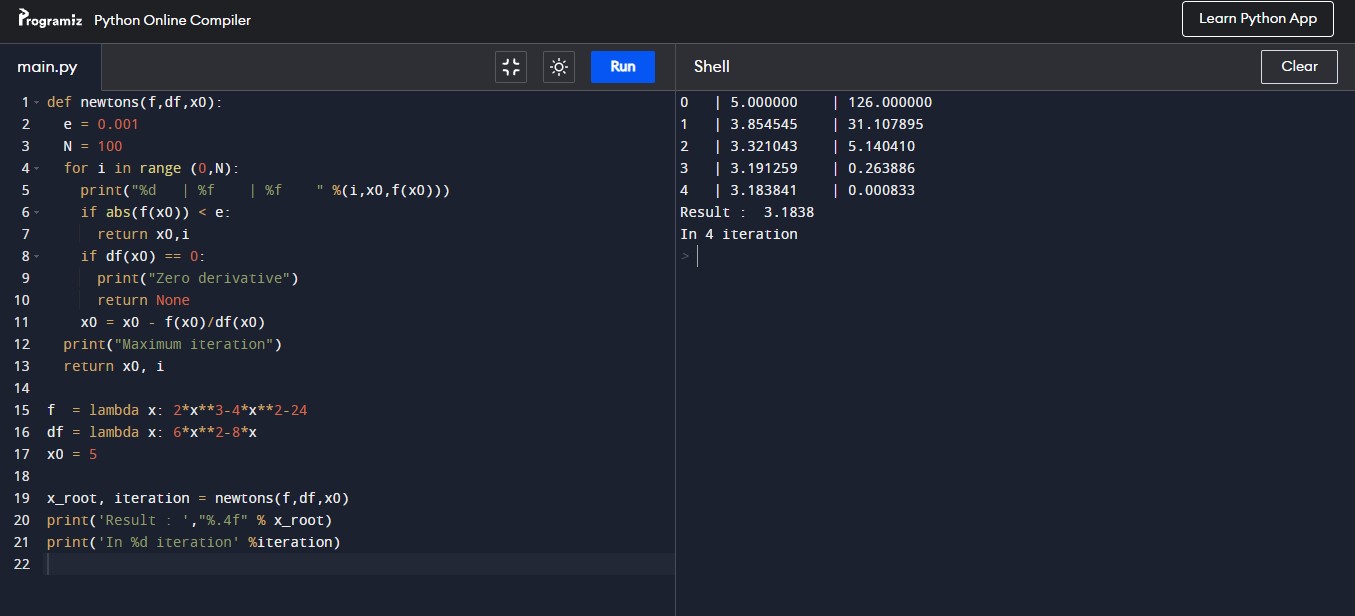 Programiz Python Online Compiler Learn Python App
main.py Run Shell Clear
1 def newtons(f,df,x0):
2   e = 0.001
3   N = 100
4   for i in range (0,N):
5     print("%d   | %f    | %f    " %(i,x0,f(x0)))
6     if abs(f(x0)) < e:
7       return x0,i
8     if df(x0) == 0:
9       print("Zero derivative")
10       return None
11     x0 = x0 - f(x0)/df(x0)
12   print("Maximum iteration")
13   return x0, i
14
15 f  = lambda x: 2*x**3-4*x**2-24
16 df = lambda x: 6*x**2-8*x
17 x0 = 5
18
19 x_root, iteration = newtons(f,df,x0)
20 print('Result : ',"%.4f" % x_root)
21 print('In %d iteration' %iteration)
22
0   | 5.000000    | 126.000000
1   | 3.854545    | 31.107895
2   | 3.321043    | 5.140410
3   | 3.191259    | 0.263886
4   | 3.183841    | 0.000833
Result :  3.1838
In 4 iteration
>